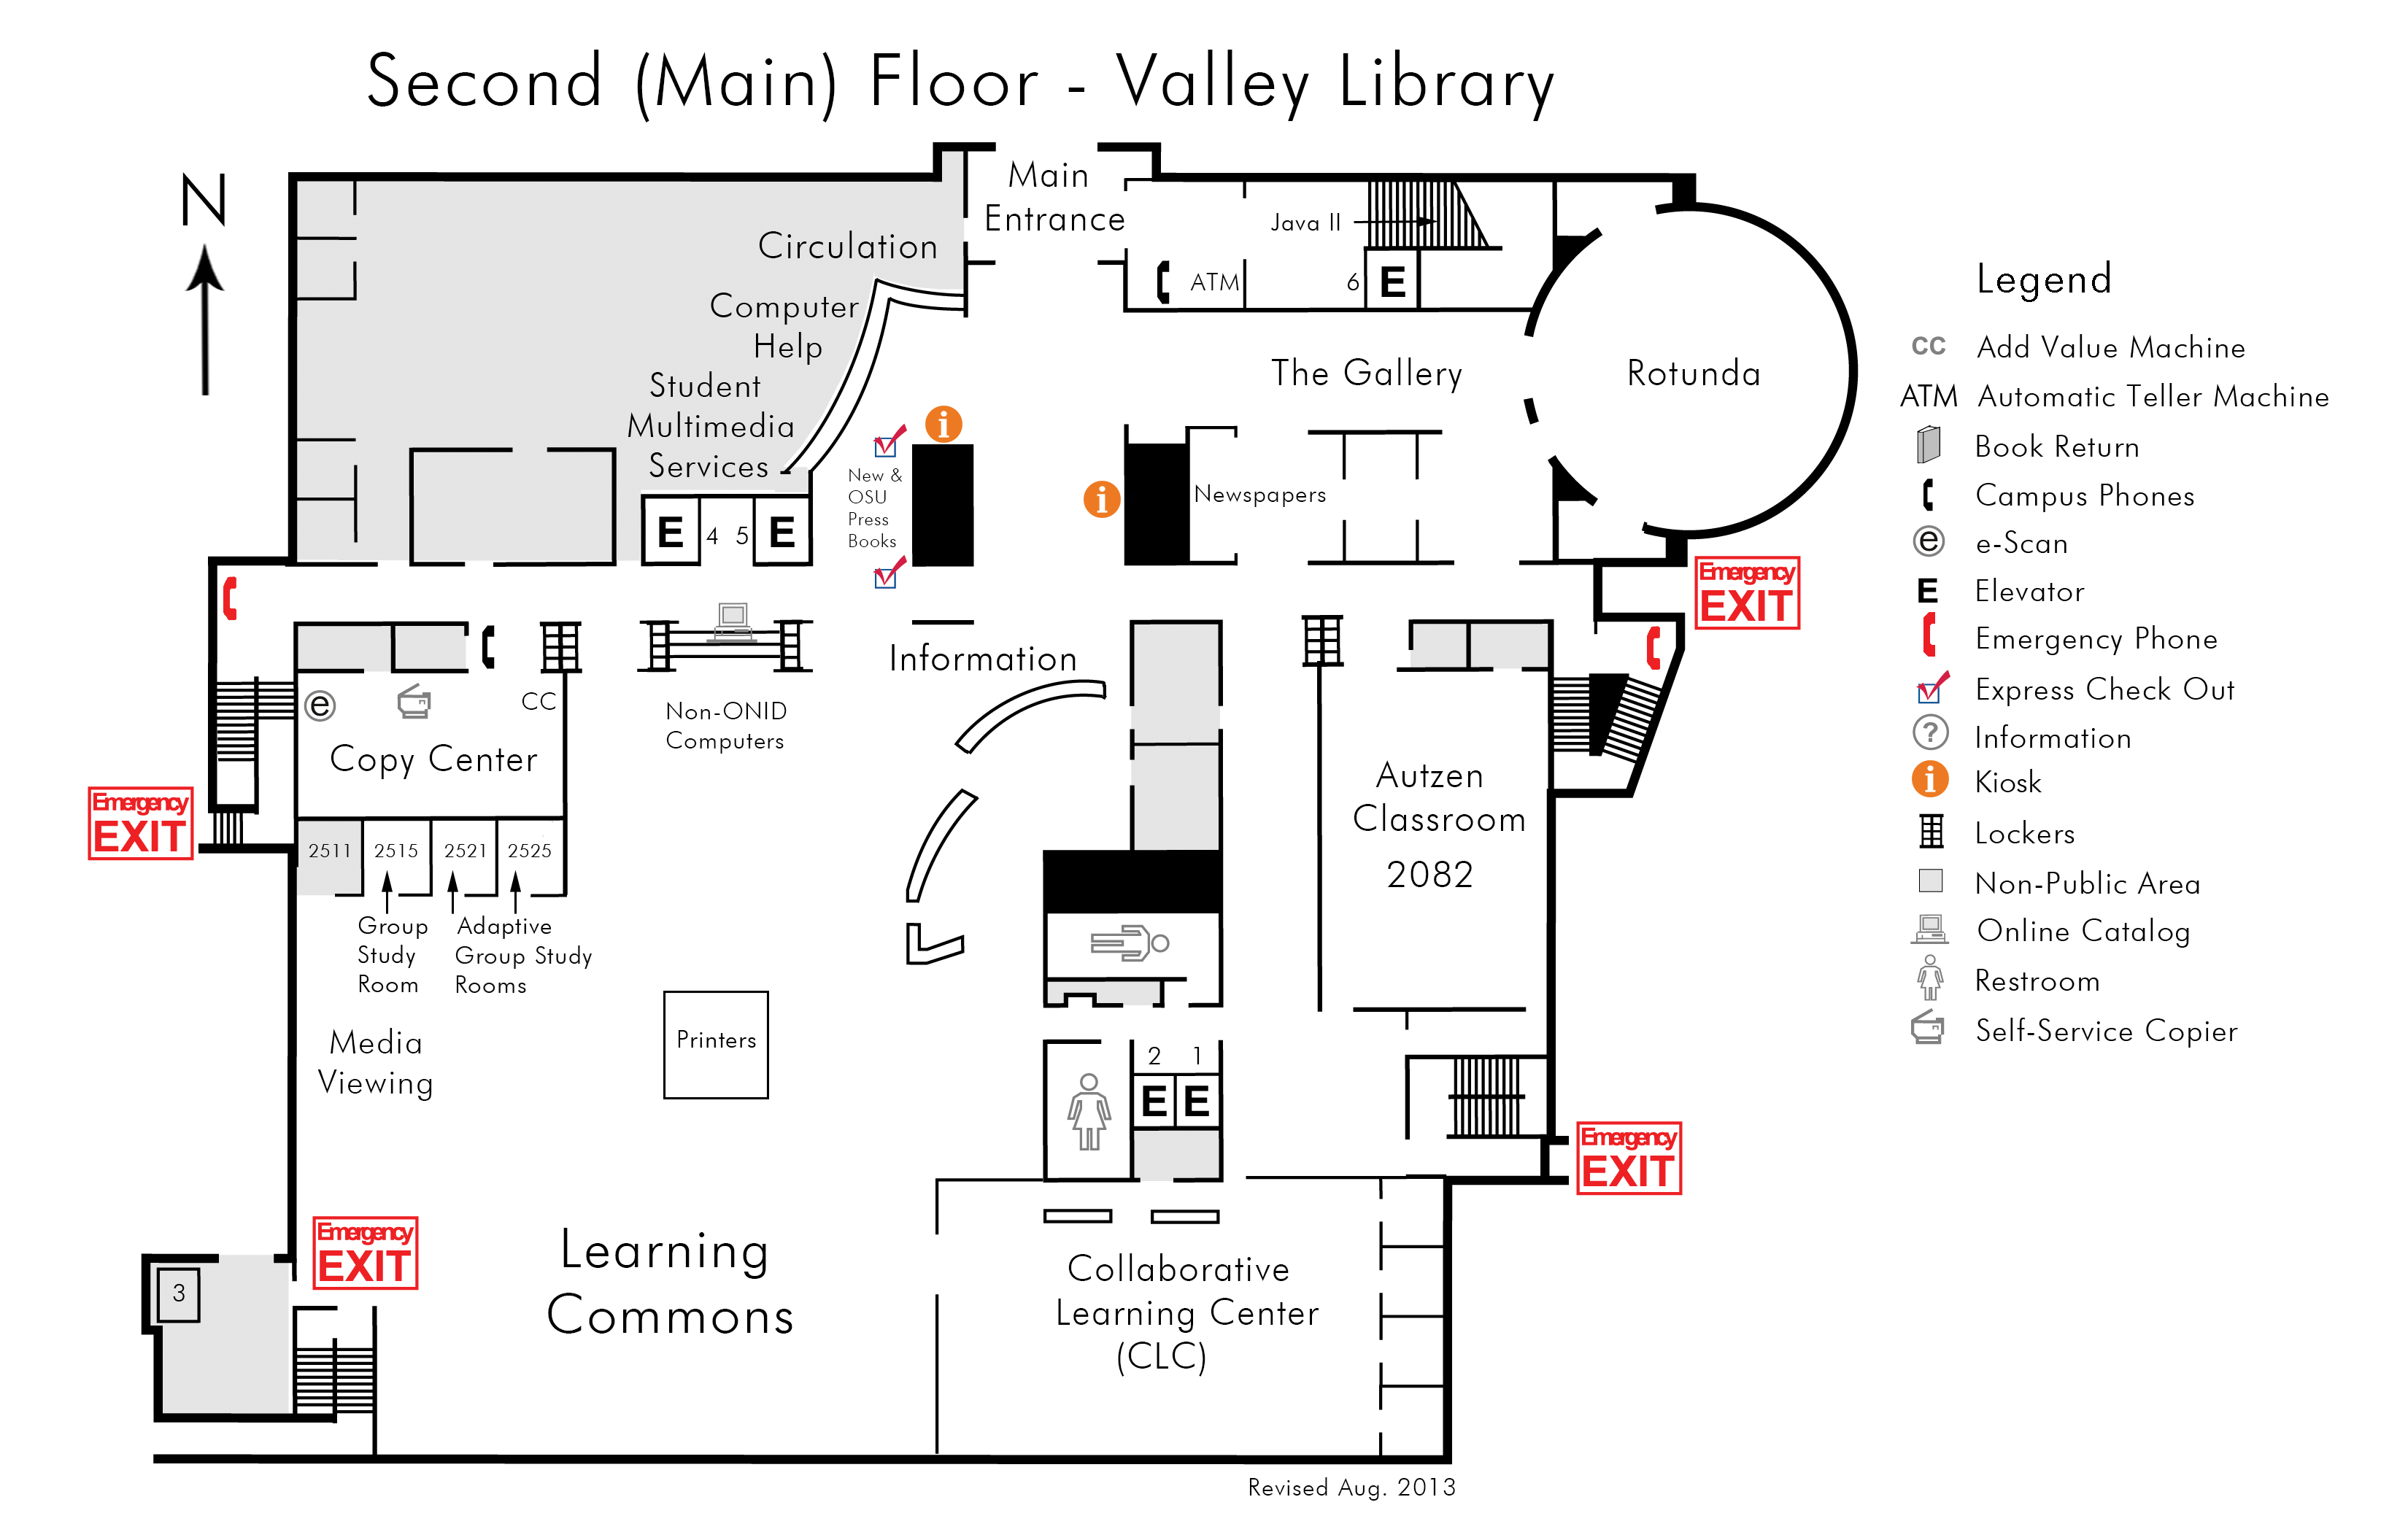 Second (Main) Floor - Valley Library
N
Main
Entrance
Java II
ATM
6
E
Circulation
Computer
Help
Student
Multimedia
Services
The Gallery
Rotunda
i
New &
OSU
Press
Books
i
Newspapers
E
4
5
E
Emergency
EXIT
Information
e
CC
Copy Center
Non-ONID
Computers
Autzen
Classroom
2082
Emergency
EXIT
2511
2515
2521
2525
Group
Study
Room
Adaptive
Group Study
Rooms
Media
Viewing
Printers
2
1
E
E
Emergency
EXIT
Emergency
EXIT
3
Learning
Commons
Collaborative
Learning Center
(CLC)
Revised Aug. 2013
Legend
CC Add Value Machine
ATM Automatic Teller Machine
Book Return
Campus Phones
e e-Scan
E Elevator
Emergency Phone
Express Check Out
? Information
i Kiosk
Lockers
Non-Public Area
Online Catalog
Restroom
Self-Service Copier